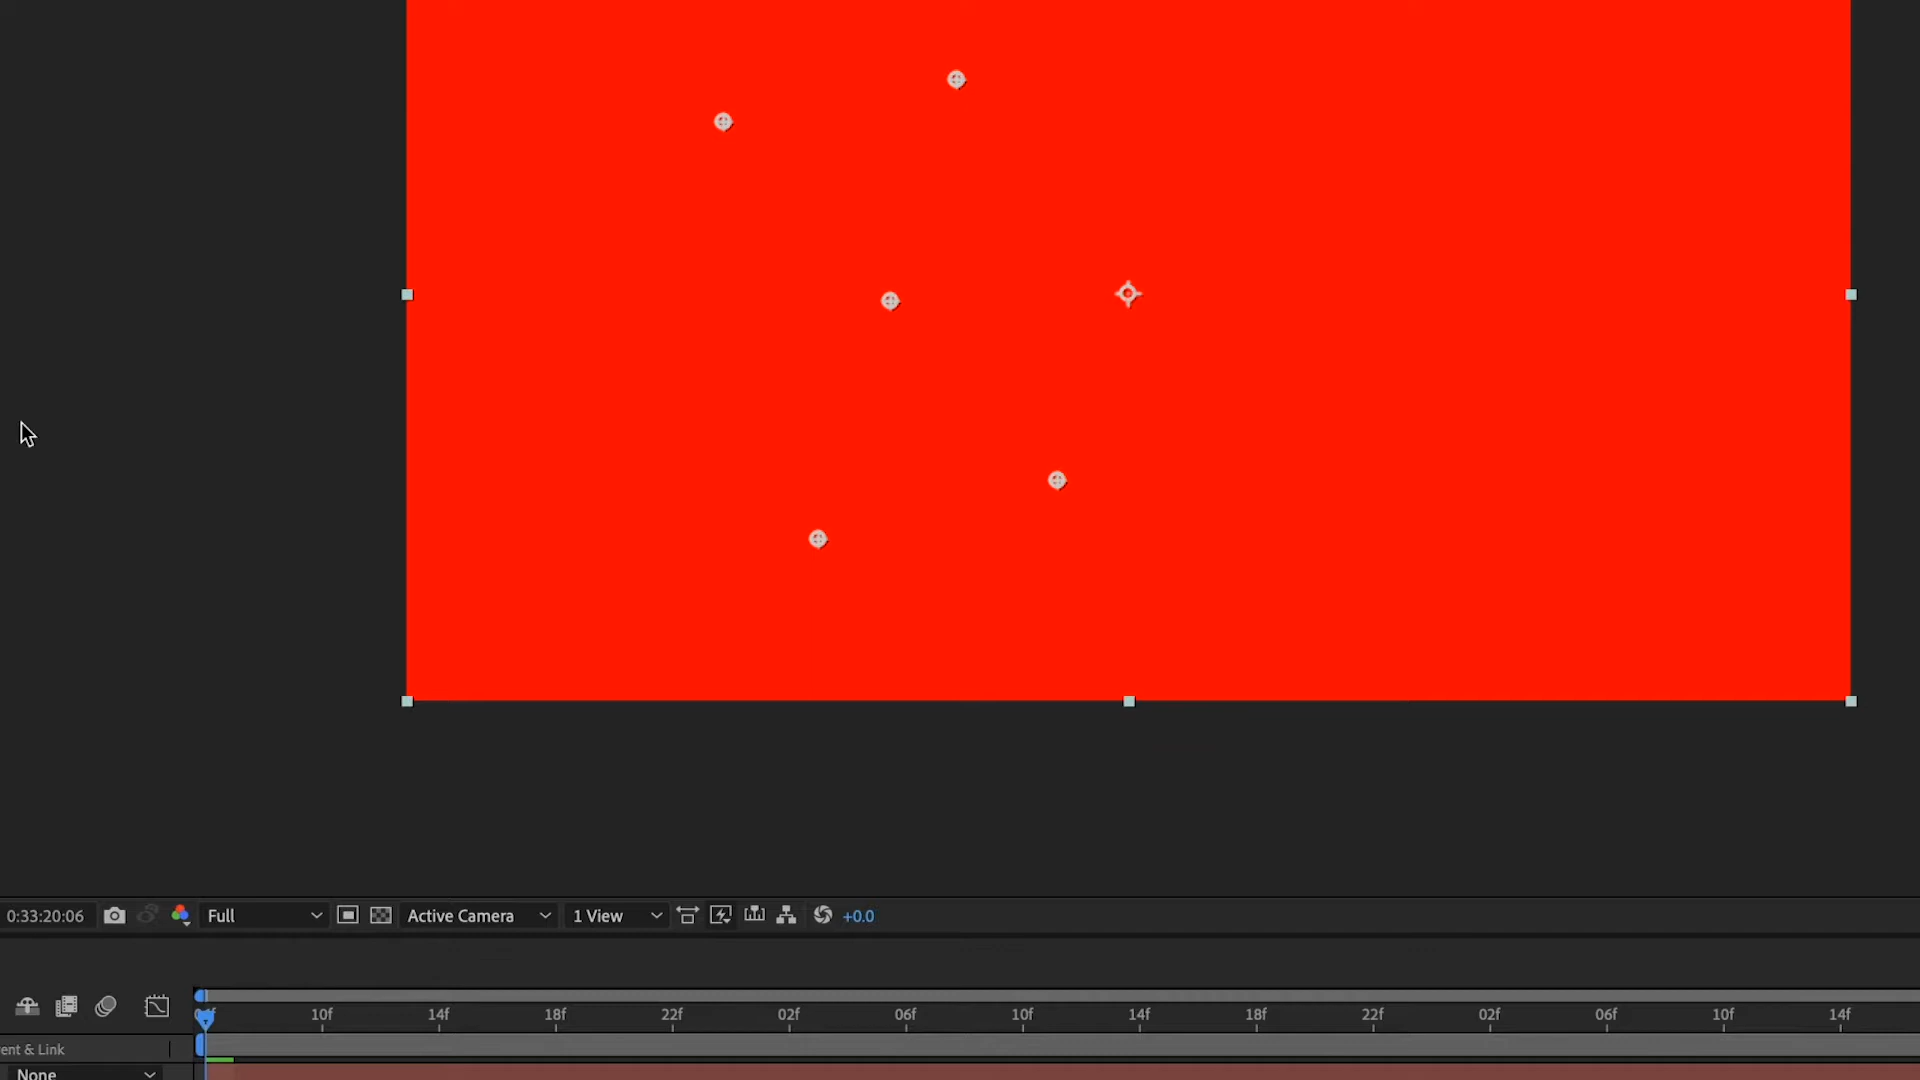 0:33:20:06 Full Active Camera 1 View +0.0
10f 14f 18f 22f 02f 06f 10f 14f 18f 22f 02f 06f 10f 14f
ent & Link
None